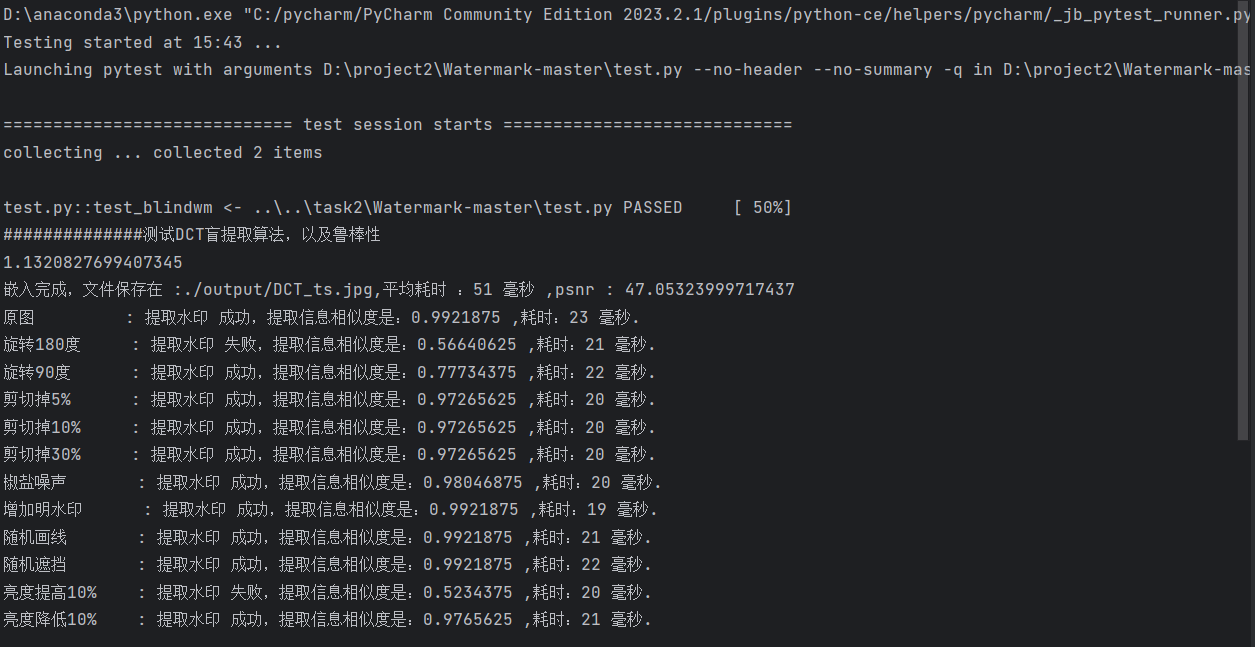 D:\anaconda3\python.exe "C:/pycharm/PyCharm Community Edition 2023.2.1/plugins/python-ce/helpers/pycharm/_jb_pytest_runner.py
Testing started at 15:43 ...
Launching pytest with arguments D:\project2\Watermark-master\test.py --no-header --no-summary -q in D:\project2\Watermark-mas
============================= test session starts =============================
collecting ... collected 2 items
test.py::test_blindwm <- ..\..\task2\Watermark-master\test.py PASSED     [ 50%]
##############测试DCT盲提取算法，以及鲁棒性
1.1320827699407345
嵌入完成，文件保存在 :./output/DCT_ts.jpg,平均耗时 ：51 毫秒 ,psnr : 47.05323999717437
原图 : 提取水印 成功，提取信息相似度是：0.9921875 ,耗时：23 毫秒.
旋转180度 : 提取水印 失败，提取信息相似度是：0.56640625 ,耗时：21 毫秒.
旋转90度 : 提取水印 成功，提取信息相似度是：0.77734375 ,耗时：22 毫秒.
剪切掉5% : 提取水印 成功，提取信息相似度是：0.97265625 ,耗时：20 毫秒.
剪切掉10% : 提取水印 成功，提取信息相似度是：0.97265625 ,耗时：20 毫秒.
剪切掉30% : 提取水印 成功，提取信息相似度是：0.97265625 ,耗时：20 毫秒.
椒盐噪声 : 提取水印 成功，提取信息相似度是：0.98046875 ,耗时：20 毫秒.
增加明水印 : 提取水印 成功，提取信息相似度是：0.9921875 ,耗时：19 毫秒.
随机画线 : 提取水印 成功，提取信息相似度是：0.9921875 ,耗时：21 毫秒.
随机遮挡 : 提取水印 成功，提取信息相似度是：0.9921875 ,耗时：22 毫秒.
亮度提高10% : 提取水印 失败，提取信息相似度是：0.5234375 ,耗时：20 毫秒.
亮度降低10% : 提取水印 成功，提取信息相似度是：0.9765625 ,耗时：21 毫秒.